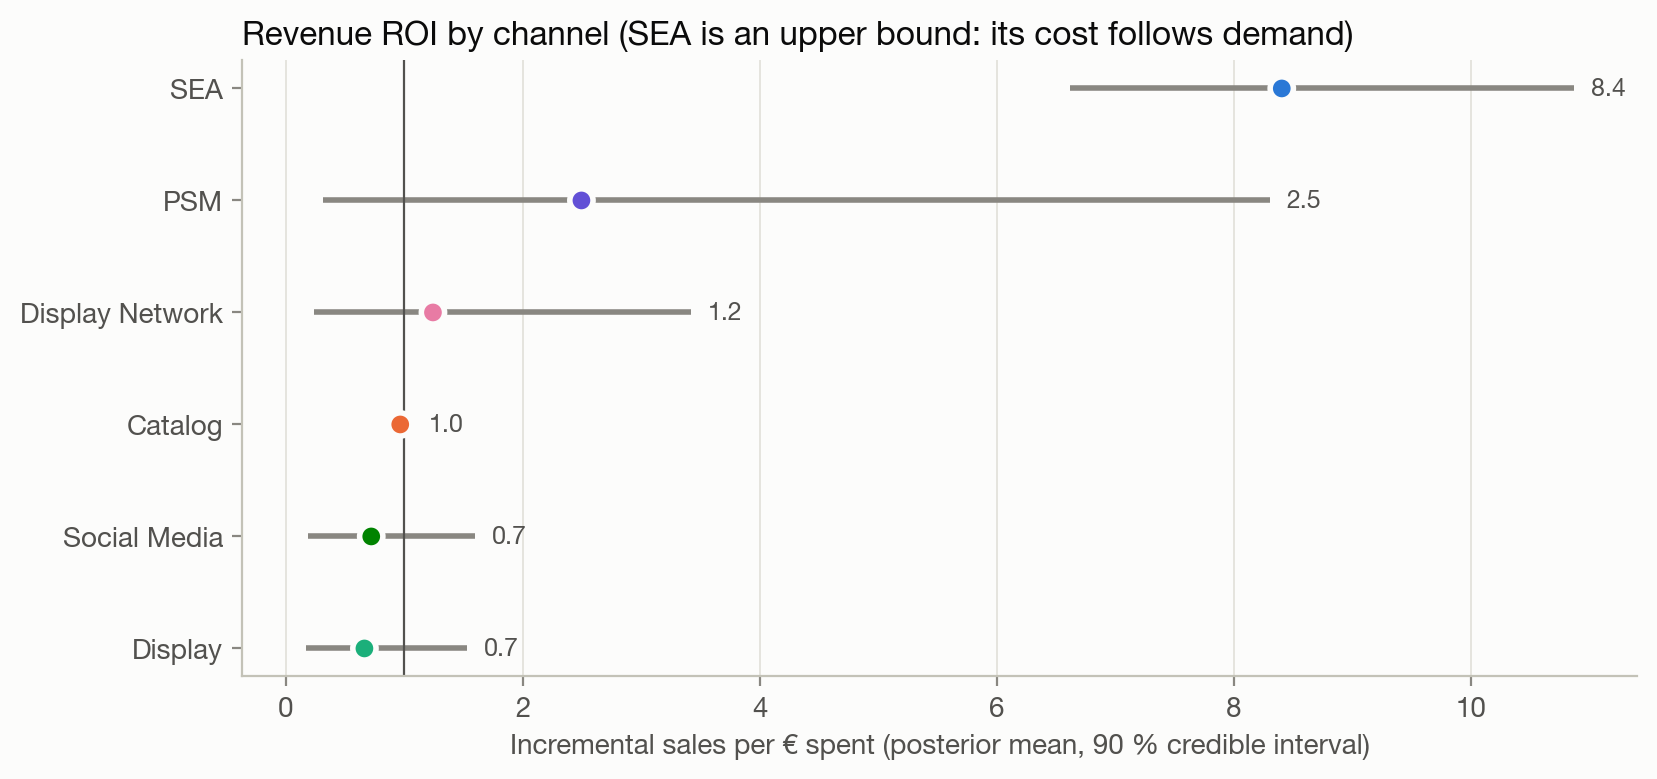 Revenue ROI by channel (SEA is an upper bound: its cost follows demand)
SEA
8.4
PSM
2.5
Display Network
1.2
Catalog
1.0
Social Media
0.7
Display
0.7
0 2 4 6 8 10
Incremental sales per € spent (posterior mean, 90 % credible interval)